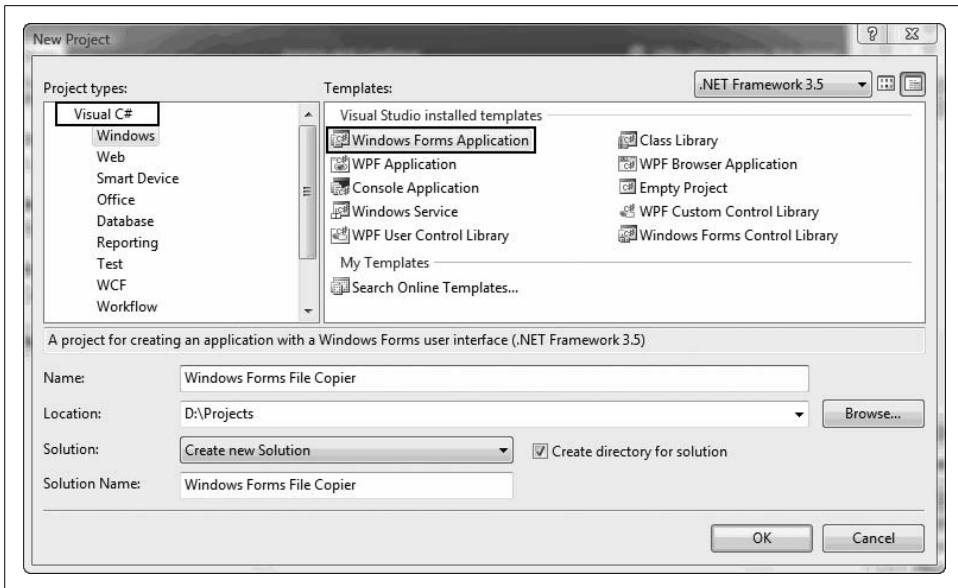 New Project
Project types:
Templates:
.NET Framework 3.5
Visual C#
Windows
Web
Smart Device
Office
Database
Reporting
Test
WCF
Workflow
Visual Studio installed templates
Windows Forms Application
Class Library
WPF Application
WPF Browser Application
Console Application
Empty Project
Windows Service
WPF Custom Control Library
WPF User Control Library
Windows Forms Control Library
My Templates
Search Online Templates...
A project for creating an application with a Windows Forms user interface (.NET Framework 3.5)
Name:
Windows Forms File Copier
Location:
D:\Projects
Browse...
Solution:
Create new Solution
Create directory for solution
Solution Name:
Windows Forms File Copier
OK
Cancel